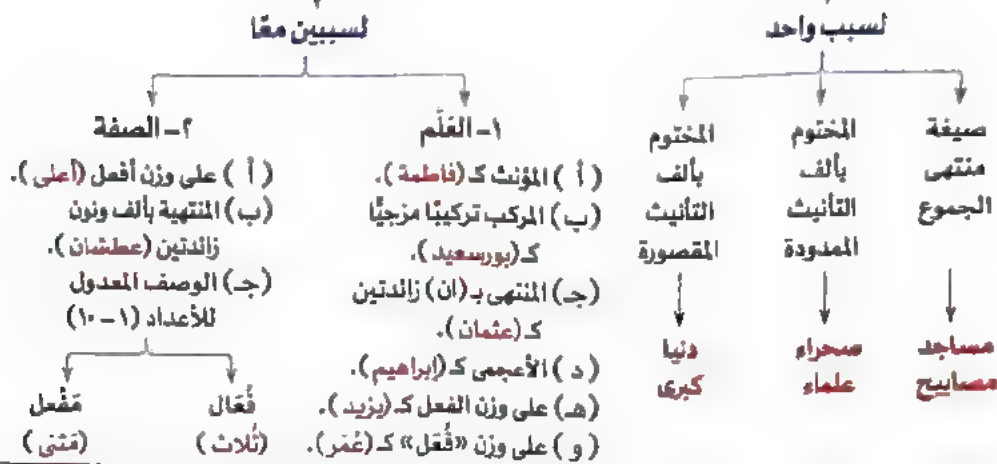 لسبب واحد
صيغة
منتهى
الجموع
مساجد
مصابيح
المختوم
بألف
التأنيث
الممدودة
صحراء
علماء
المختوم
بألف
التأنيث
المقصورة
دنيا
كبرى
لسببين معًا
١- العَلَم
( أ ) المؤنث كـ (فاطمة).
(ب) المركب تركيبًا مزجيًّا
كـ (بورسعيد).
(جـ) المنتهى بـ (ان) زائدتين
كـ (عثمان).
( د ) الأعجمى كـ (إبراهيم).
(هـ) على وزن الفعل كـ (يزيد).
( و ) على وزن «فُعَل» كـ (عُمَر).
٢- الصفة
( أ ) على وزن أفعل (أعلى).
(ب) المنتهية بألف ونون
زائدتين (عطشان).
(جـ) الوصف المعدول
للأعداد (١ – ١٠)
فُعَال
(ثُلاث)
مَفْعل
(مَثنى)